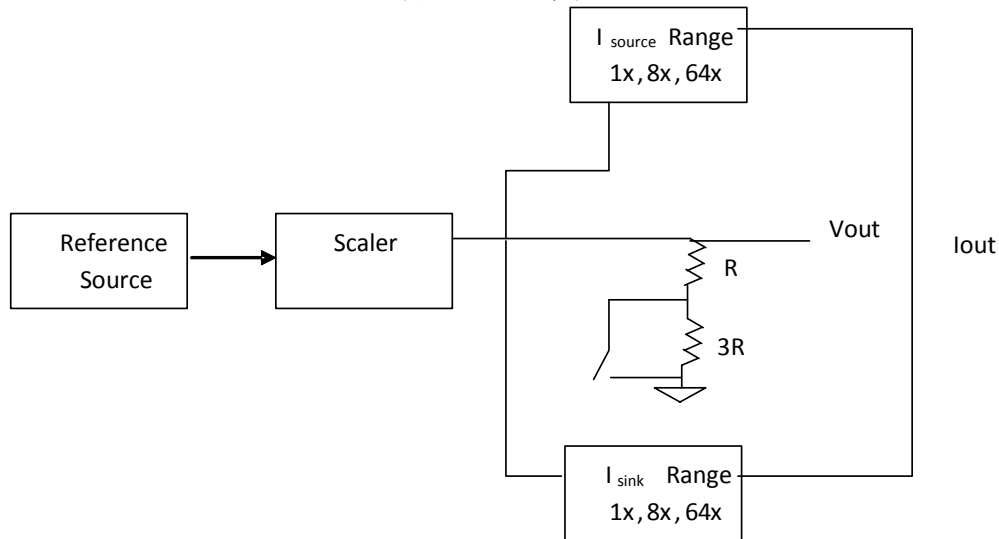 I source Range
1x, 8x, 64x
Reference
Source
Scaler
Vout
Iout
R
3R
I sink Range
1x, 8x, 64x